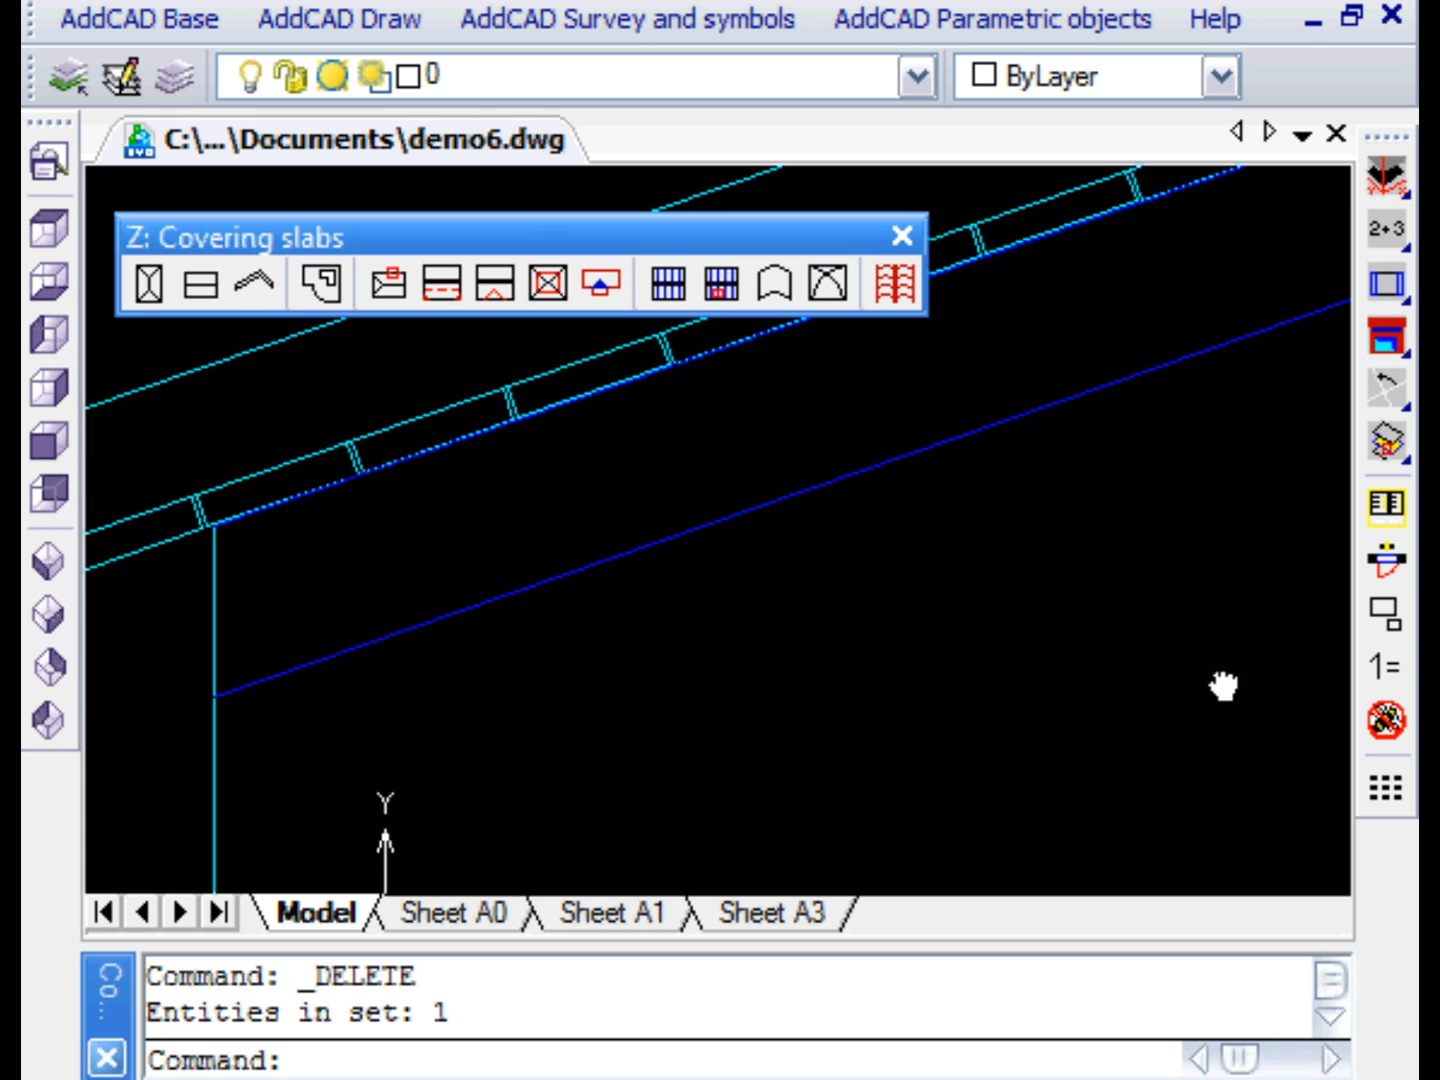 AddCAD Base AddCAD Draw AddCAD Survey and symbols AddCAD Parametric objects Help
0 ByLayer
C:\...\Documents\demo6.dwg
2+3
Z: Covering slabs
1=
Y
Model Sheet A0 Sheet A1 Sheet A3
Co...
Command: _DELETE
Entities in set: 1
Command: